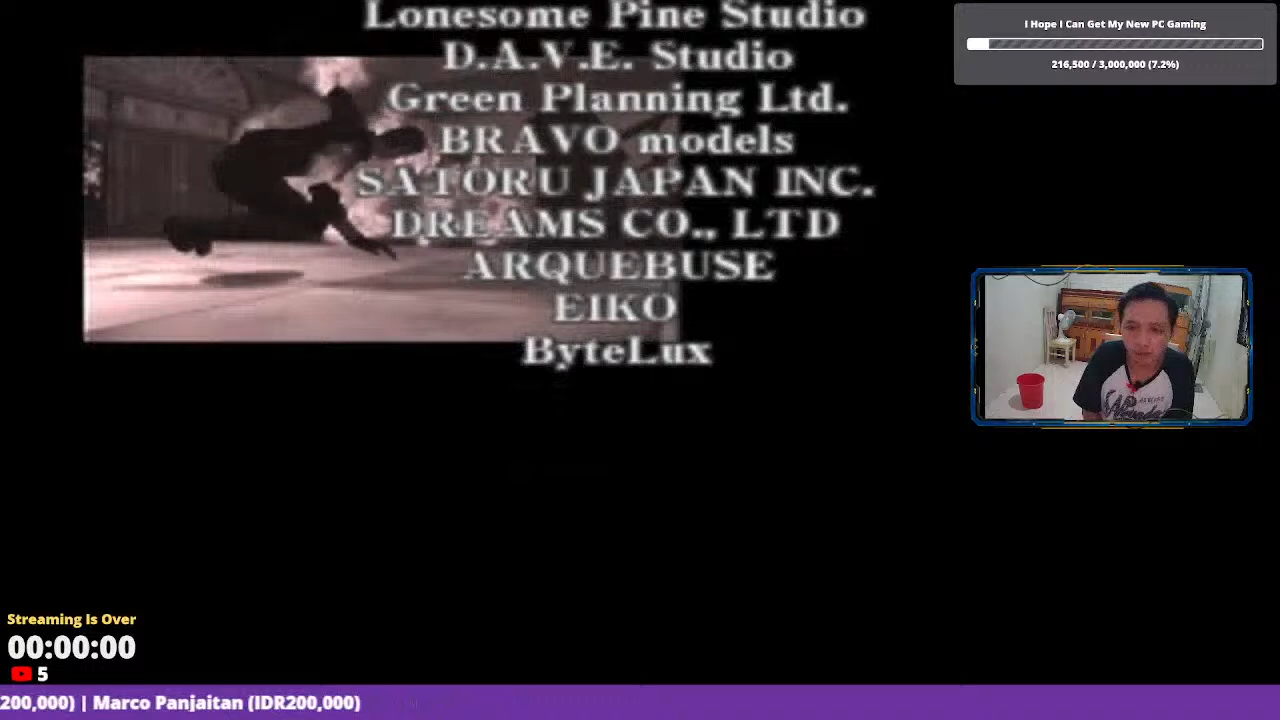 Lonesome Pine Studio
D.A.V.E. Studio
Green Planning Ltd.
BRAVO models
SATORU JAPAN INC.
DREAMS CO., LTD
ARQUEBUSE
EIKO
ByteLux
I Hope I Can Get My New PC Gaming
216,500 / 3,000,000 (7.2%)
Streaming Is Over
00:00:00
5
200,000) | Marco Panjaitan (IDR200,000)